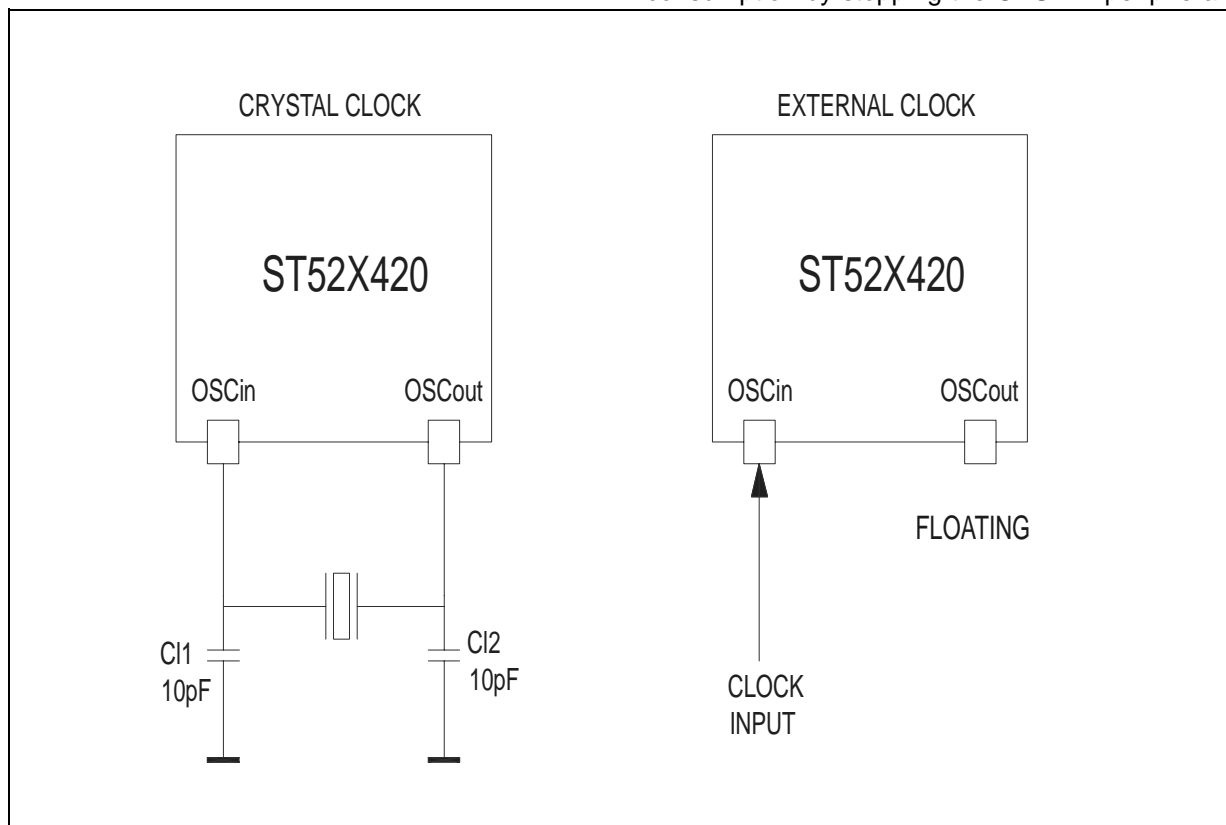 CRYSTAL CLOCK
ST52X420
OSCin
OSCout
Cl1
10pF
Cl2
10pF
EXTERNAL CLOCK
ST52X420
OSCin
OSCout
FLOATING
CLOCK
INPUT